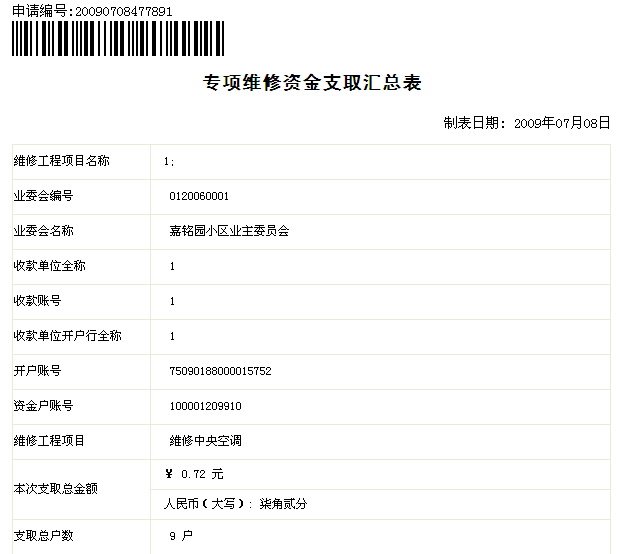 申请编号:20090708477891
专项维修资金支取汇总表
制表日期: 2009年07月08日
维修工程项目名称 1;
业委会编号 0120060001
业委会名称 嘉铭园小区业主委员会
收款单位全称 1
收款账号 1
收款单位开户行全称 1
开户账号 75090188000015752
资金户账号 100001209910
维修工程项目 维修中央空调
本次支取总金额
¥ 0.72 元
人民币(大写): 柒角贰分
支取总户数 9 户